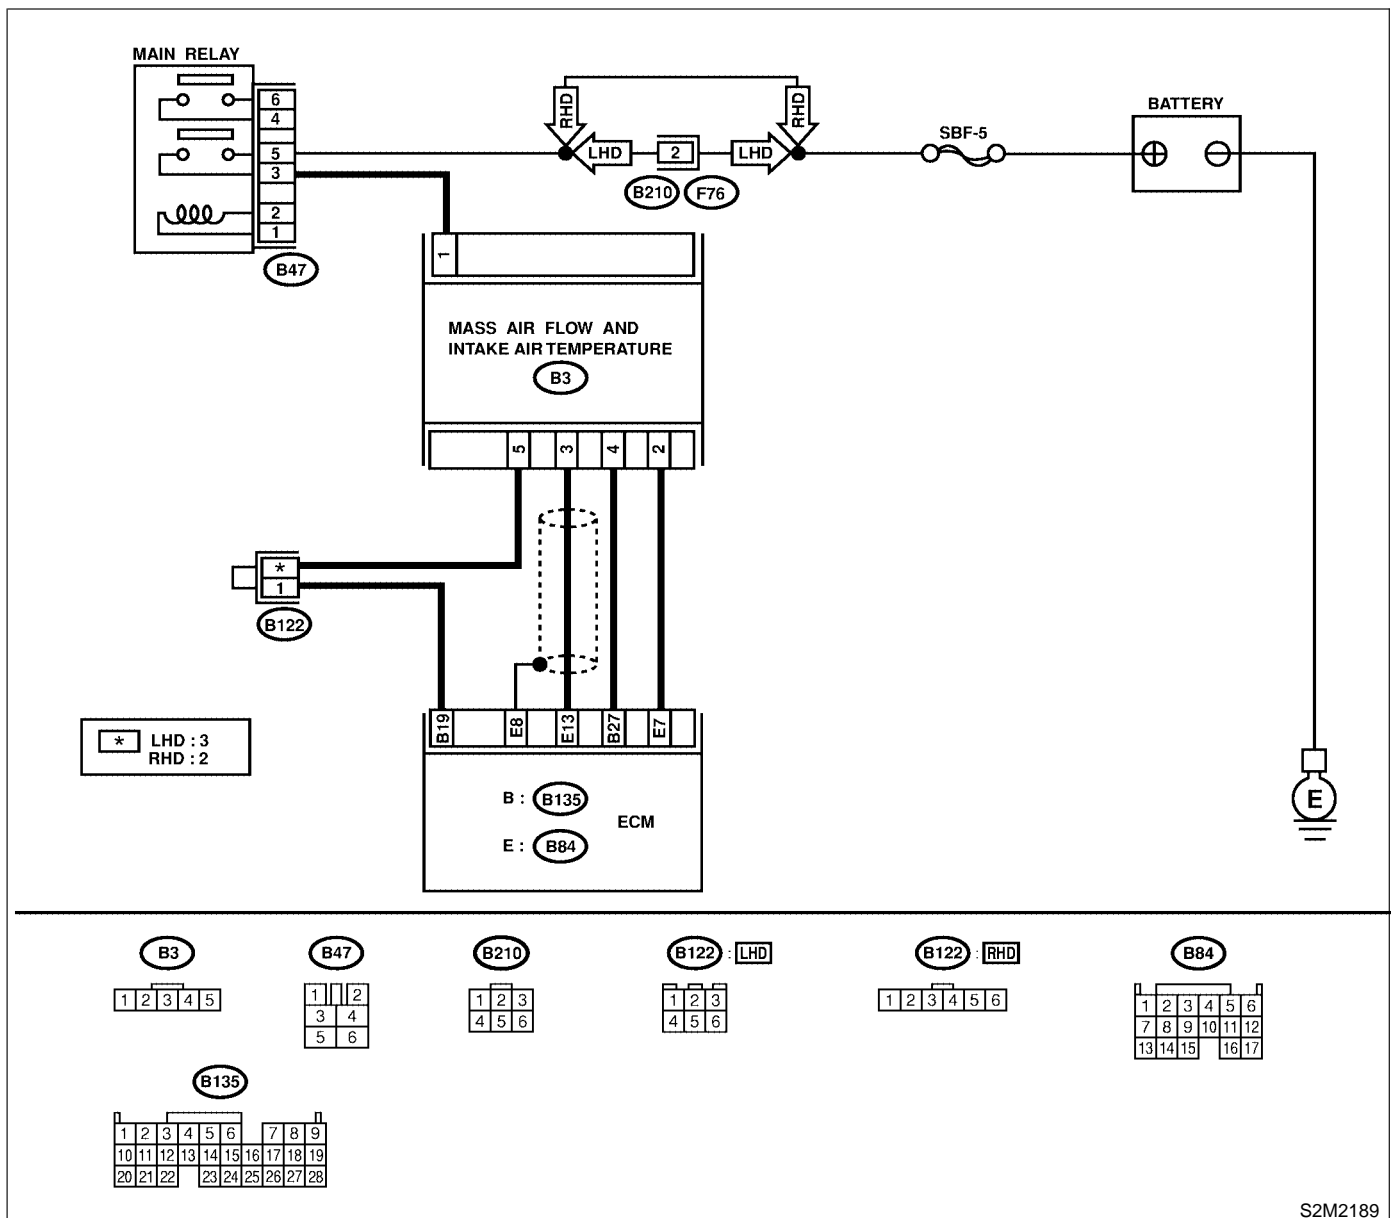 MAIN RELAY
6
4
5
3
2
1
B47
RHD
RHD
LHD
2
LHD
B210
F76
SBF-5
BATTERY
1
MASS AIR FLOW AND
INTAKE AIR TEMPERATURE
B3
5
3
4
2
*
1
B122
* LHD : 3
RHD : 2
B19
E8
E13
B27
E7
B : B135
E : B84
ECM
E
B3
1 2 3 4 5
B47
1 2
3 4
5 6
B210
1 2 3
4 5 6
B122 : LHD
1 2 3
4 5 6
B122 : RHD
1 2 3 4 5 6
B84
1 2 3 4 5 6
7 8 9 10 11 12
13 14 15 16 17
B135
1 2 3 4 5 6 7 8 9
10 11 12 13 14 15 16 17 18 19
20 21 22 23 24 25 26 27 28
S2M2189